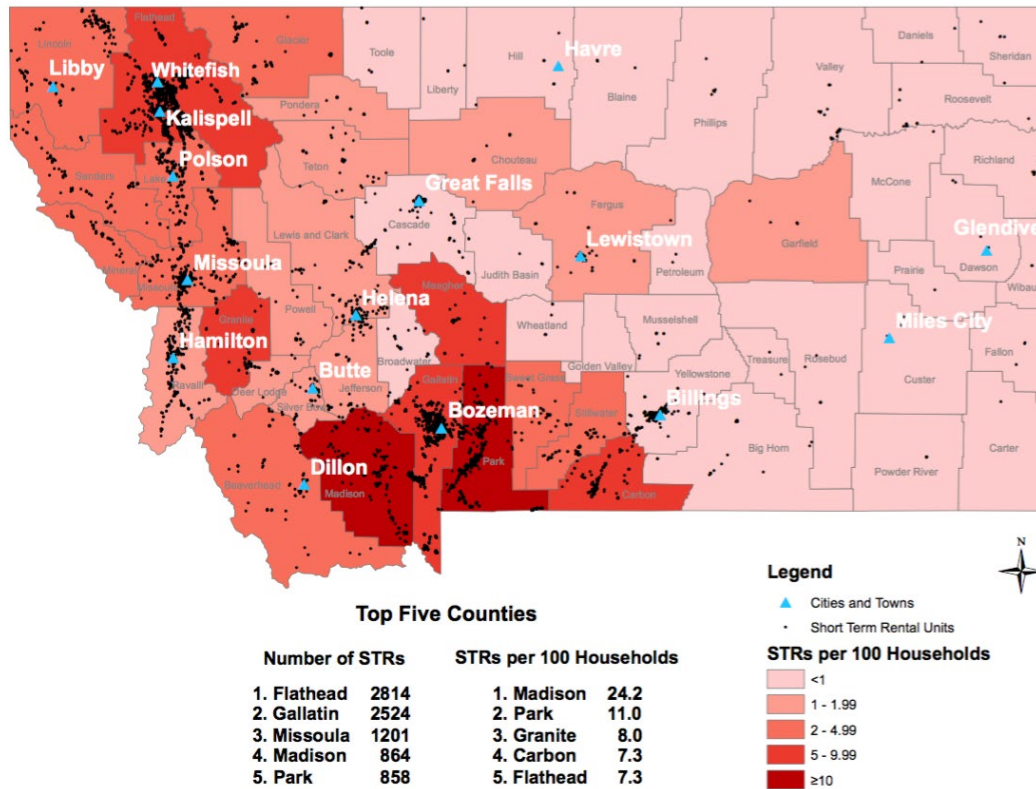 Flathead
Lincoln
Glacier
Toole
Liberty
Hill
Havre
Blaine
Phillips
Valley
Daniels
Sheridan
Roosevelt
Libby
Whitefish
Kalispell
Pondera
Chouteau
Teton
Polson
Lake
Sanders
Great Falls
Cascade
Fergus
Richland
McCone
Garfield
Lewis and Clark
Lewistown
Glendive
Dawson
Judith Basin
Petroleum
Prairie
Wibaux
Missoula
Mineral
Missoula
Meagher
Helena
Powell
Granite
Wheatland
Musselshell
Miles City
Hamilton
Broadwater
Golden Valley
Treasure
Rosebud
Fallon
Ravalli
Deer Lodge
Butte
Jefferson
Silver Bow
Gallatin
Sweet Grass
Yellowstone
Custer
Bozeman
Stillwater
Billings
Big Horn
Carter
Dillon
Park
Powder River
Beaverhead
Madison
Carbon
N
Top Five Counties
Number of STRs STRs per 100 Households
1. Flathead 2814 1. Madison 24.2
2. Gallatin 2524 2. Park 11.0
3. Missoula 1201 3. Granite 8.0
4. Madison 864 4. Carbon 7.3
5. Park 858 5. Flathead 7.3
Legend
Cities and Towns
Short Term Rental Units
STRs per 100 Households
<1
1 - 1.99
2 - 4.99
5 - 9.99
≥10